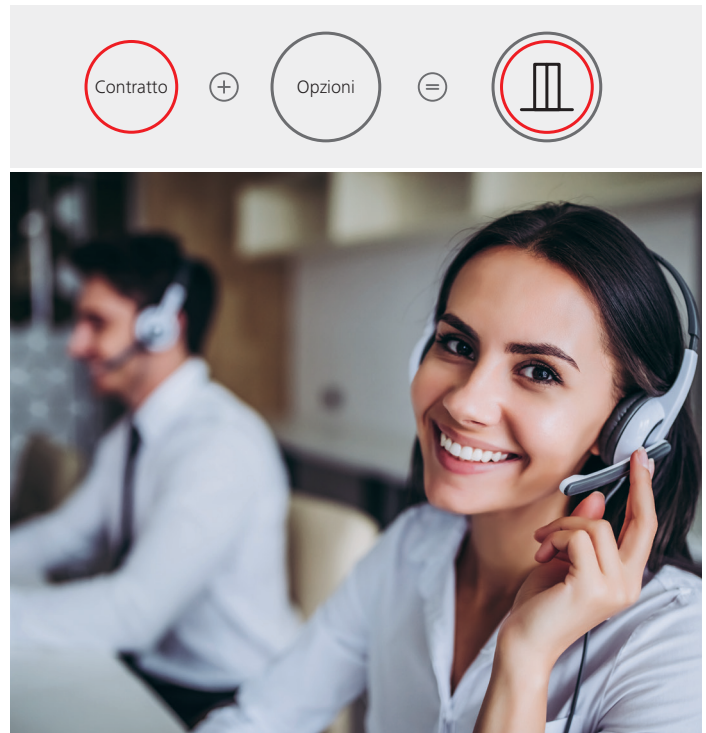 Contratto
+
Opzioni
=